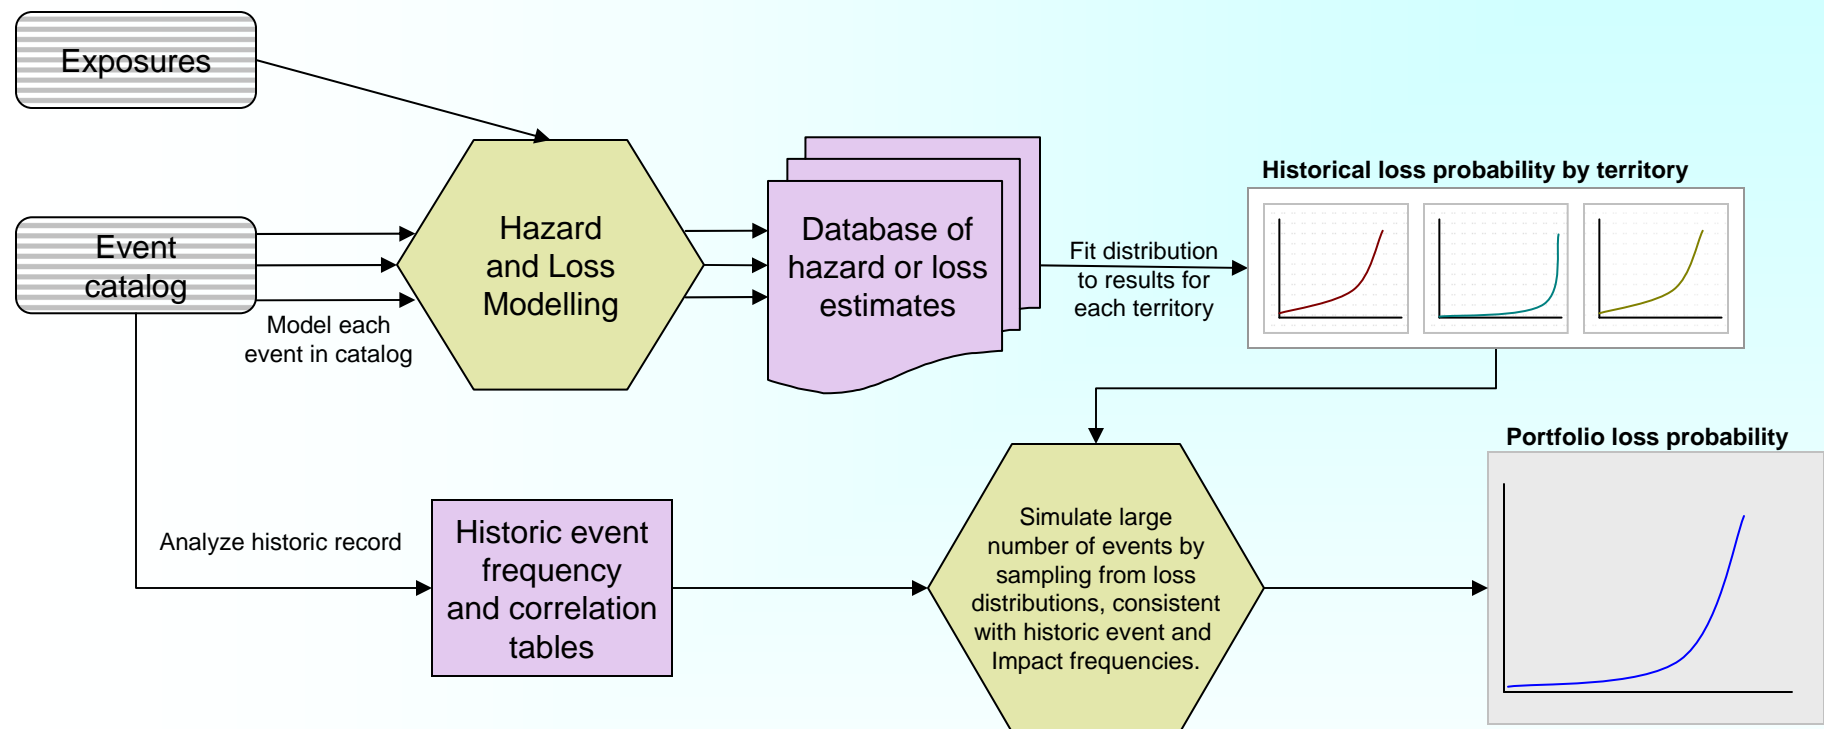 Exposures
Event
catalog
Model each
event in catalog
Hazard
and Loss
Modelling
Database of
hazard or loss
estimates
Fit distribution
to results for
each territory
Historical loss probability by territory
Analyze historic record
Historic event
frequency
and correlation
tables
Simulate large
number of events by
sampling from loss
distributions, consistent
with historic event and
Impact frequencies.
Portfolio loss probability